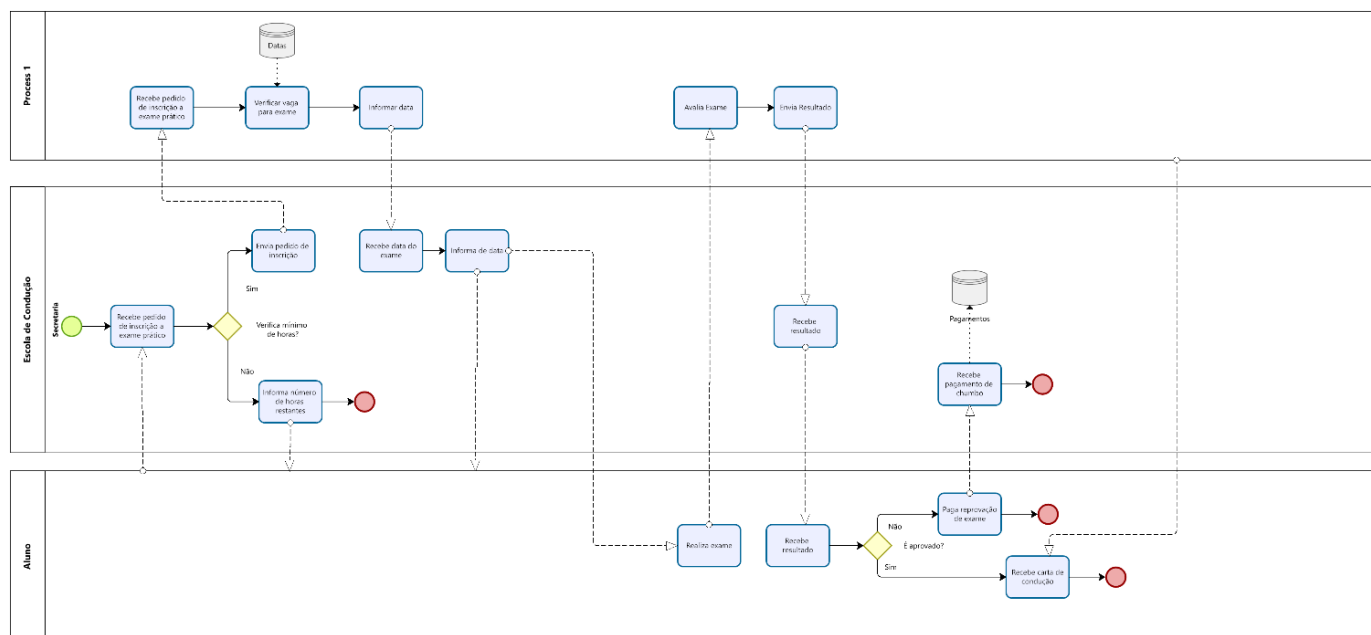 Process 1
Datas
Recebe pedido
de inscrição a
exame prático
Verificar vaga
para exame
Informar data
Avalia Exame
Envia Resultado
Escola de Condução
Secretaria
Recebe pedido
de inscrição a
exame prático
Envia pedido de
inscrição
Sim
Verifica mínimo
de horas?
Não
Informa número
de horas
restantes
Recebe data do
exame
Informa de data
Recebe
resultado
Pagamentos
Recebe
pagamento de
chumbo
Aluno
Realiza exame
Recebe
resultado
Não
É aprovado?
Sim
Paga reprovação
de exame
Recebe carta de
condução